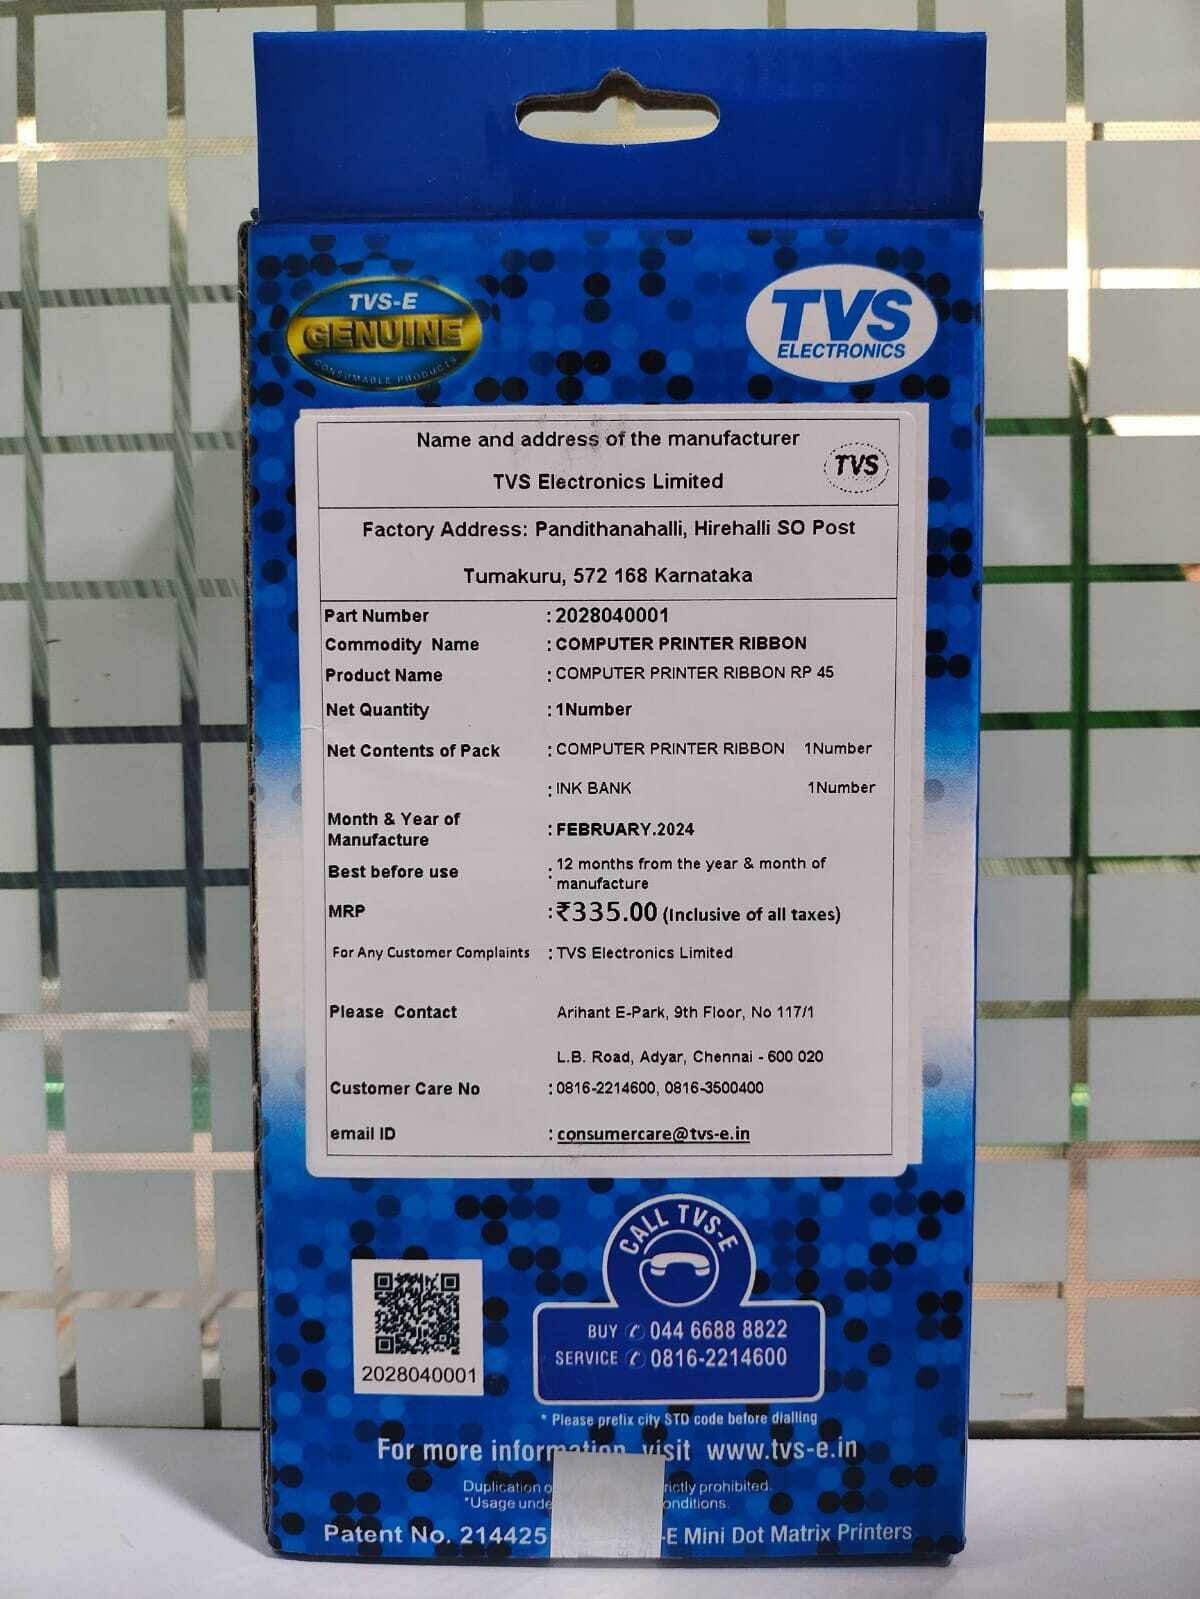 TVS-E
GENUINE
CONSUMABLE PRODUCTS
TVS
ELECTRONICS
Name and address of the manufacturer
TVS Electronics Limited
TVS
Factory Address: Pandithanahalli, Hirehalli SO Post
Tumakuru, 572 168 Karnataka
Part Number : 2028040001
Commodity Name : COMPUTER PRINTER RIBBON
Product Name : COMPUTER PRINTER RIBBON RP 45
Net Quantity : 1Number
Net Contents of Pack : COMPUTER PRINTER RIBBON 1Number
: INK BANK 1Number
Month & Year of
Manufacture : FEBRUARY.2024
Best before use : 12 months from the year & month of
manufacture
MRP : ₹335.00 (Inclusive of all taxes)
For Any Customer Complaints : TVS Electronics Limited
Please Contact Arihant E-Park, 9th Floor, No 117/1
L.B. Road, Adyar, Chennai - 600 020
Customer Care No : 0816-2214600, 0816-3500400
email ID : consumercare@tvs-e.in
CALL TVS-E
BUY 044 6688 8822
SERVICE 0816-2214600
2028040001
* Please prefix city STD code before dialling
For more information visit www.tvs-e.in
Duplication prohibited.
*Usage
Patent No. 214425 -E Mini Dot Matrix Printers